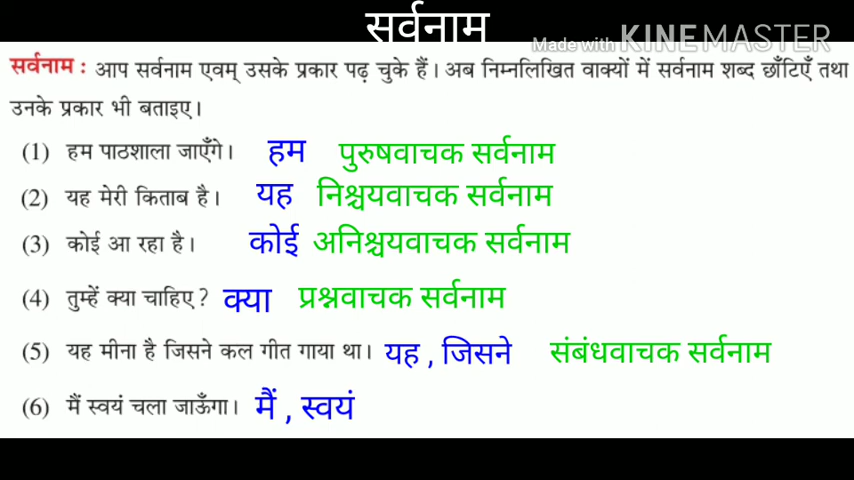 सर्वनाम
Made with KINEMASTER
सर्वनाम : आप सर्वनाम एवम् उसके प्रकार पढ़ चुके हैं। अब निम्नलिखित वाक्यों में सर्वनाम शब्द छाँटिएँ तथा
उनके प्रकार भी बताइए।
(1) हम पाठशाला जाएँगे। हम पुरुषवाचक सर्वनाम
(2) यह मेरी किताब है। यह निश्चयवाचक सर्वनाम
(3) कोई आ रहा है। कोई अनिश्चयवाचक सर्वनाम
(4) तुम्हें क्या चाहिए ? क्या प्रश्नवाचक सर्वनाम
(5) यह मीना है जिसने कल गीत गाया था। यह , जिसने संबंधवाचक सर्वनाम
(6) मैं स्वयं चला जाऊँगा। मैं , स्वयं